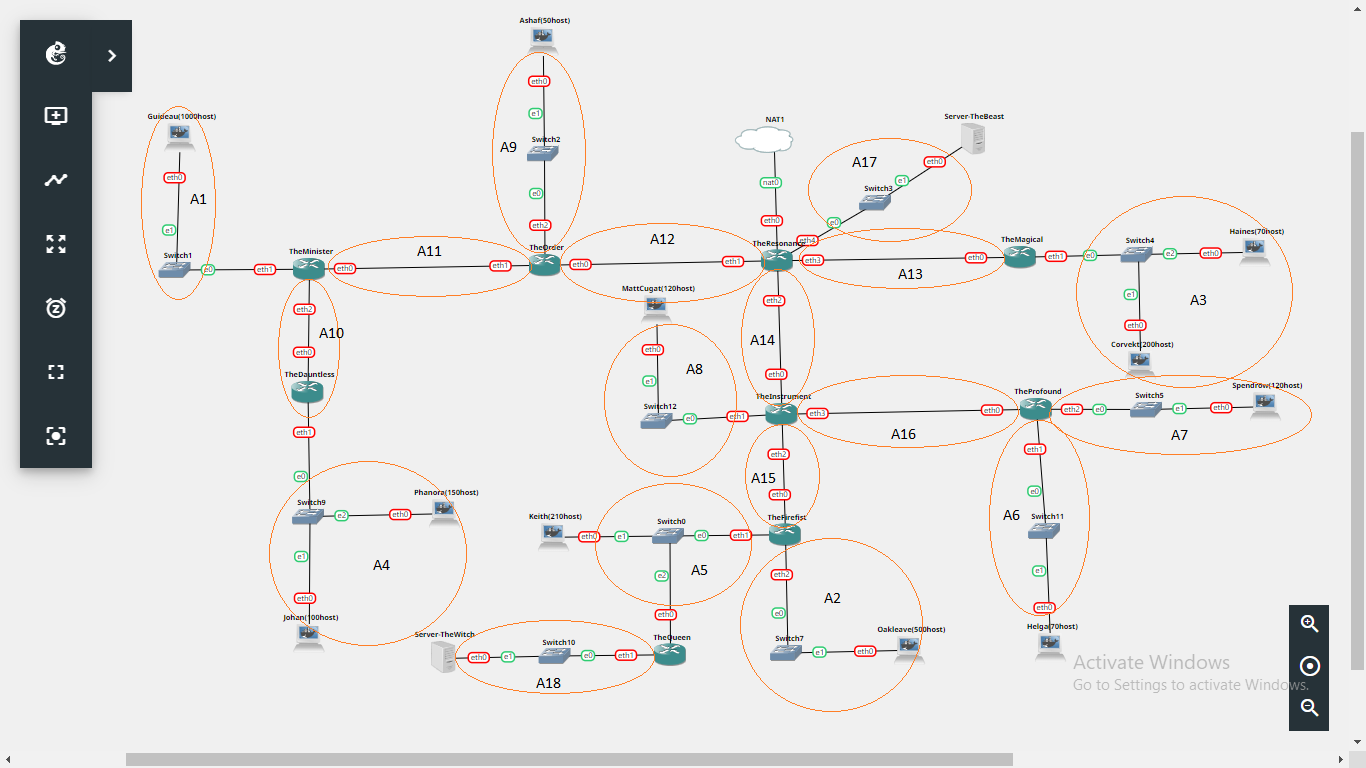 Ashaf(50host)
eth0
e1
Switch2
A9
e0
eth2
TheOrder
Guideau(1000host)
eth0
A1
e1
Switch1
e0
eth1
TheMinister
eth0
A11
eth1
eth0
A12
eth1
NAT1
nat0
eth0
TheResonance
eth4
eth3
Server-TheBeast
eth0
A17
e1
Switch3
e0
A13
eth0
TheMagical
eth1
e0
Switch4
e2
eth0
Haines(70host)
e1
A3
eth0
Corvekt(200host)
eth2
A10
eth0
TheDauntless
eth1
e0
Switch9
e2
eth0
Phanora(150host)
e1
A4
eth0
Johan(100host)
MattCugat(120host)
eth0
A8
e1
Switch12
e0
eth1
eth2
A14
eth0
TheInstrument
eth3
A16
eth0
TheProfound
eth2
e0
Switch5
e1
eth0
Spendrow(120host)
A7
eth1
e0
A6
Switch11
e1
eth0
Helga(70host)
eth2
A15
eth0
TheFirefist
Keith(210host)
eth0
e1
Switch0
e0
eth1
e2
A5
eth0
TheQueen
Server-TheWitch
eth0
e1
Switch10
e0
eth1
A18
eth2
A2
e0
Switch7
e1
eth0
Oakleave(500host)
Activate Windows
Go to Settings to activate Windows.